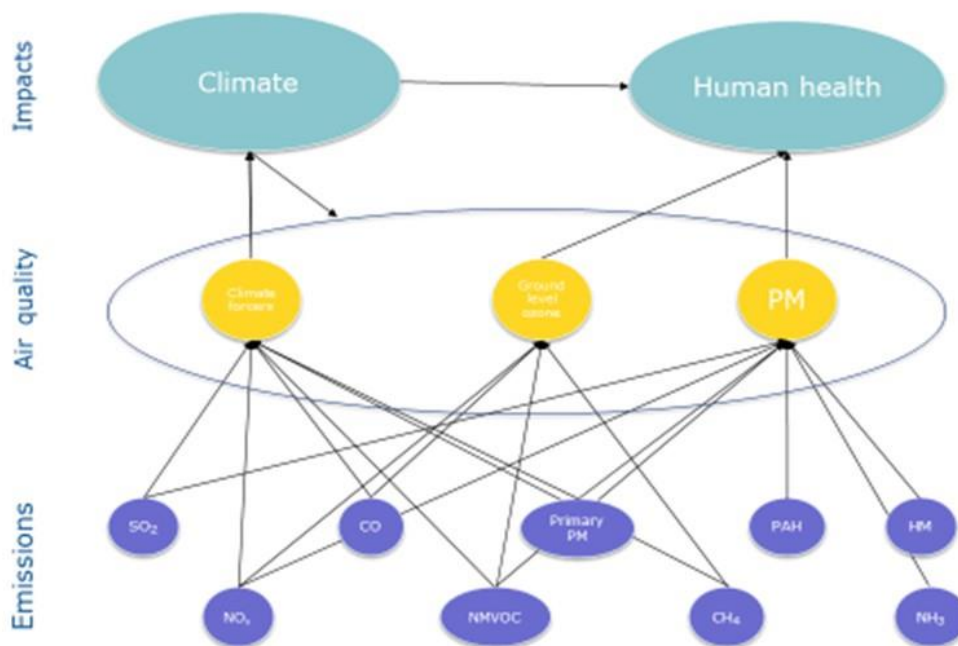 Impacts
Climate
Human health
Air quality
Climate
forcers
Ground
level
ozone
PM
Emissions
SO₂
CO
Primary
PM
PAH
HM
NOₓ
NMVOC
CH₄
NH₃